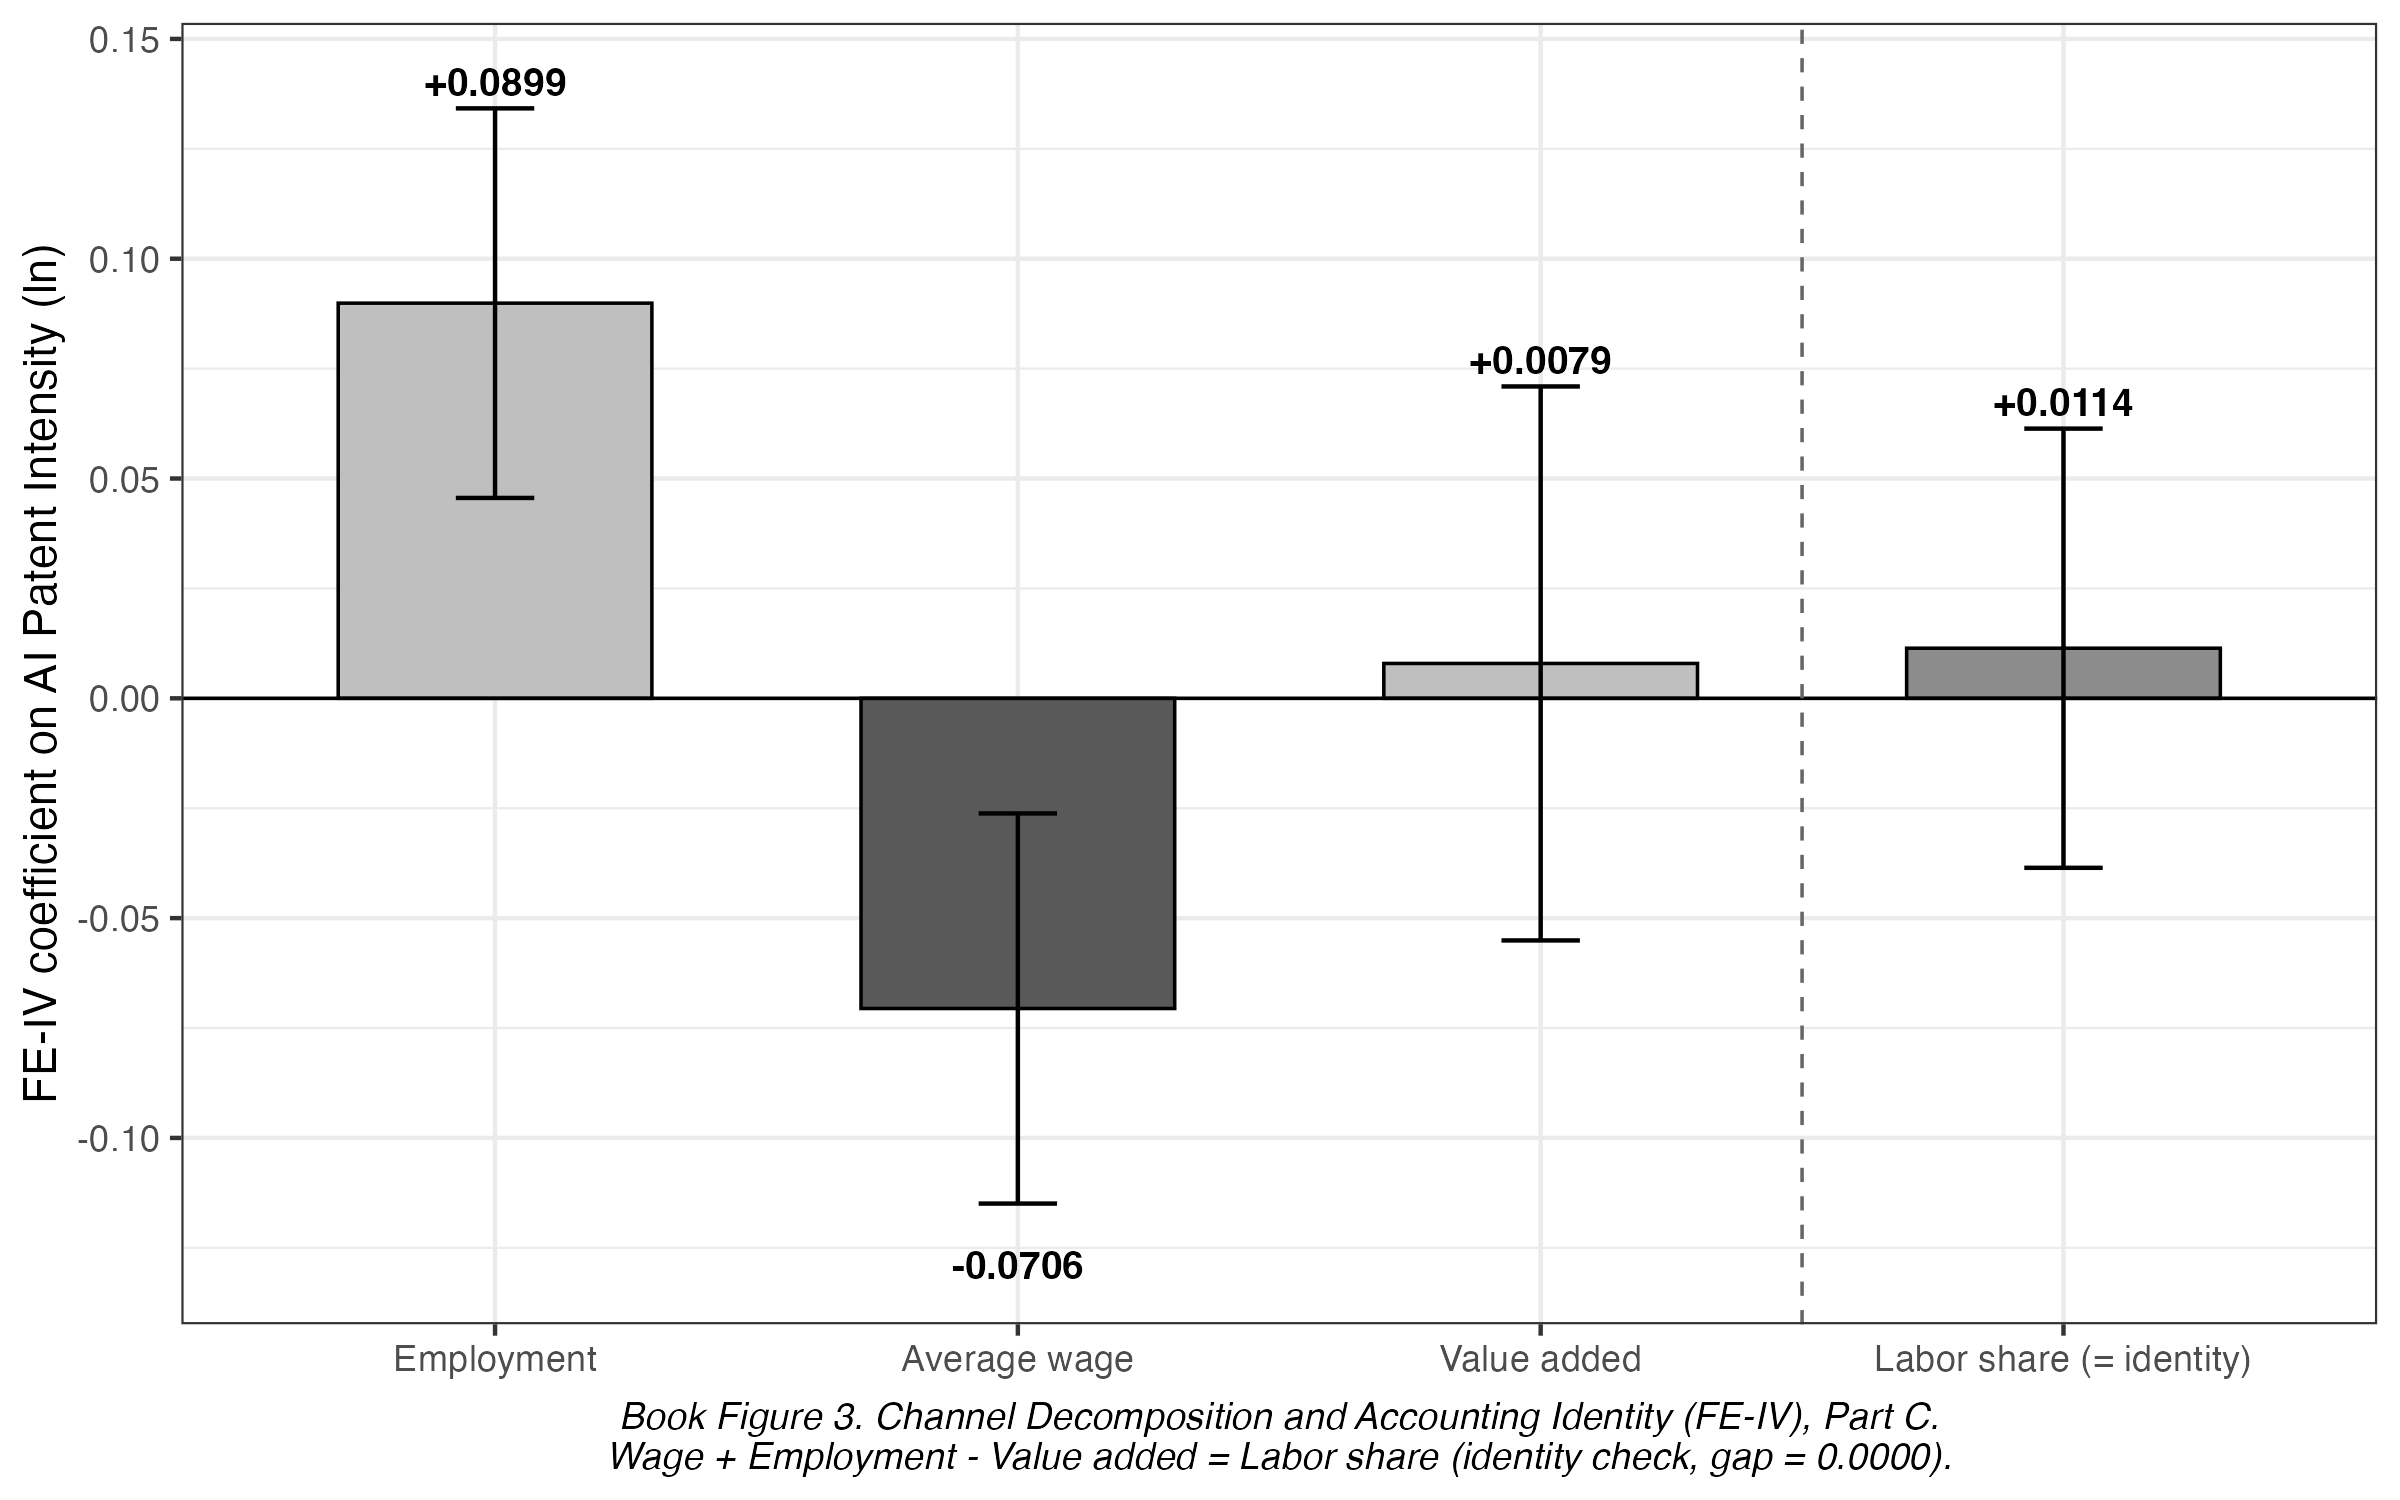 FE-IV coefficient on AI Patent Intensity (ln)
0.15
0.10
0.05
0.00
-0.05
-0.10
+0.0899
-0.0706
+0.0079
+0.0114
Employment
Average wage
Value added
Labor share (= identity)
Book Figure 3. Channel Decomposition and Accounting Identity (FE-IV), Part C.
Wage + Employment - Value added = Labor share (identity check, gap = 0.0000).